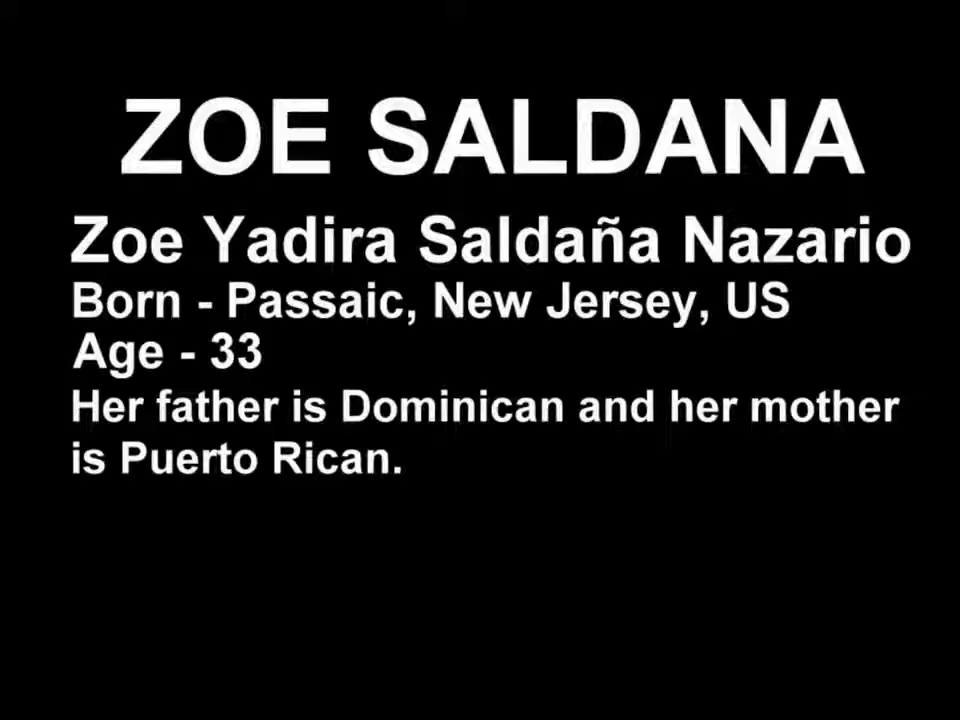 ZOE SALDANA
Zoe Yadira Saldaña Nazario
Born - Passaic, New Jersey, US
Age - 33
Her father is Dominican and her mother
is Puerto Rican.